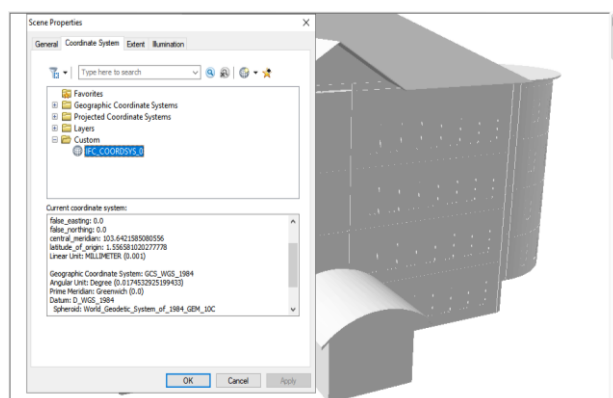 Scene Properties
General Coordinate System Extent Illumination
Type here to search
Favorites
Geographic Coordinate Systems
Projected Coordinate Systems
Layers
Custom
IFC_COORDSYS_0
Current coordinate system:
false_easting: 0.0
false_northing: 0.0
central_meridian: 103.6421585080556
latitude_of_origin: 1.556581020277778
Linear Unit: MILLIMETER (0.001)
Geographic Coordinate System: GCS_WGS_1984
Angular Unit: Degree (0.0174532925199433)
Prime Meridian: Greenwich (0.0)
Datum: D_WGS_1984
Spheroid: World_Geodetic_System_of_1984_GEM_10C
OK Cancel Apply